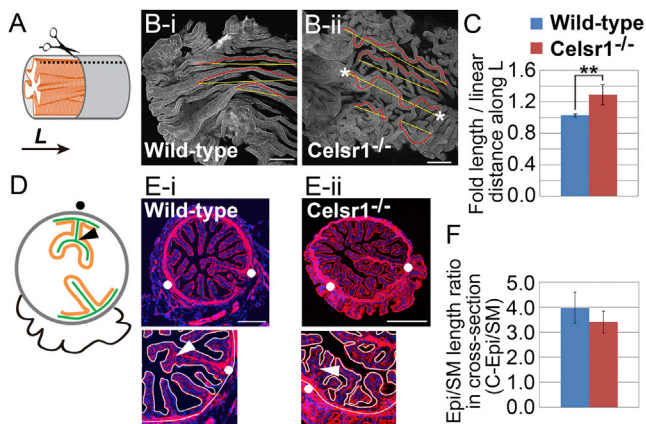 A
L
B-i
Wild-type
B-ii
*
*
Celsr1-/-
C
Wild-type
Celsr1-/-
**
1.6
1.2
0.8
0.4
0.0
Fold length / linear
distance along L
D
E-i
Wild-type
E-ii
Celsr1-/-
F
5.0
4.0
3.0
2.0
1.0
0.0
Epi/SM length ratio
in cross-section
(C-Epi/SM)